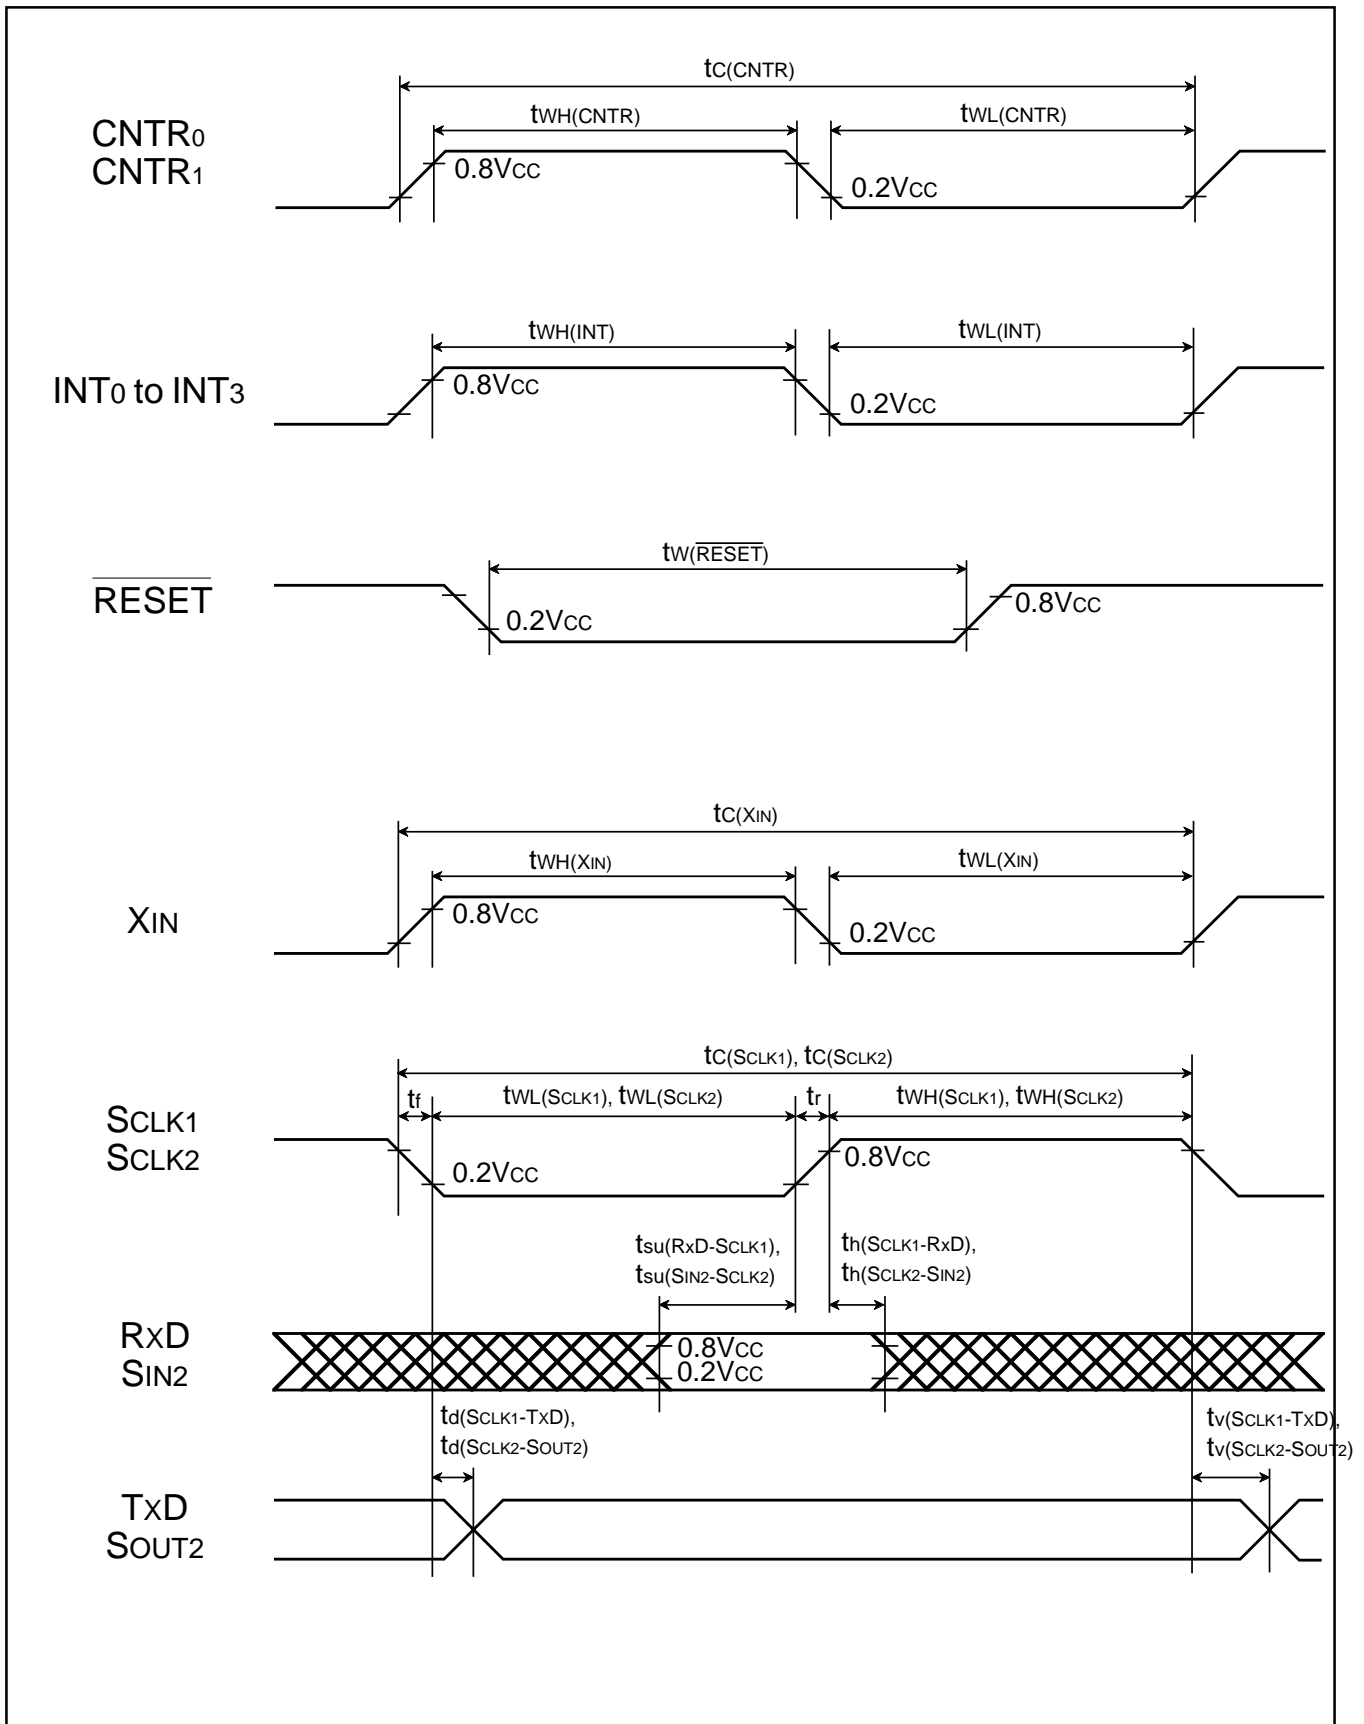 tC(CNTR)
tWH(CNTR)
tWL(CNTR)
CNTR0
CNTR1
0.8VCC
0.2VCC
tWH(INT)
tWL(INT)
INT0 to INT3
0.8VCC
0.2VCC
tW(RESET)
RESET
0.2VCC
0.8VCC
tC(XIN)
tWH(XIN)
tWL(XIN)
XIN
0.8VCC
0.2VCC
tC(SCLK1), tC(SCLK2)
tf
tWL(SCLK1), tWL(SCLK2)
tr
tWH(SCLK1), tWH(SCLK2)
SCLK1
SCLK2
0.2VCC
0.8VCC
tsu(RxD-SCLK1),
tsu(SIN2-SCLK2)
th(SCLK1-RxD),
th(SCLK2-SIN2)
RXD
SIN2
0.8VCC
0.2VCC
td(SCLK1-TXD),
td(SCLK2-SOUT2)
tv(SCLK1-TXD),
tv(SCLK2-SOUT2)
TXD
SOUT2